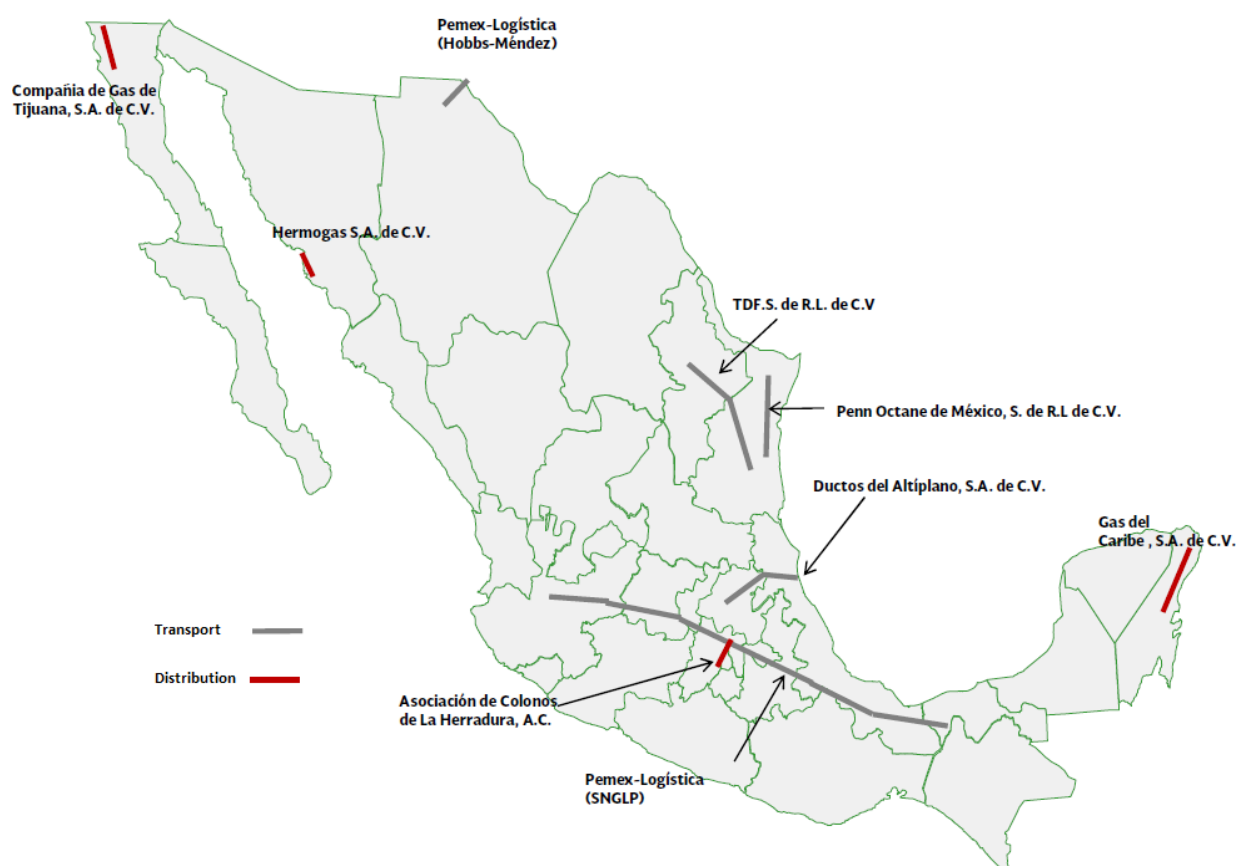 Pemex-Logística
(Hobbs-Méndez)
Compañia de Gas de
Tijuana, S.A. de C.V.
Hermogas S.A. de C.V.
TDF.S. de R.L. de C.V
Penn Octane de México, S. de R.L de C.V.
Ductos del Altíplano, S.A. de C.V.
Gas del
Caribe , S.A. de C.V.
Transport
Distribution
Asociación de Colonos
de La Herradura, A.C.
Pemex-Logística
(SNGLP)